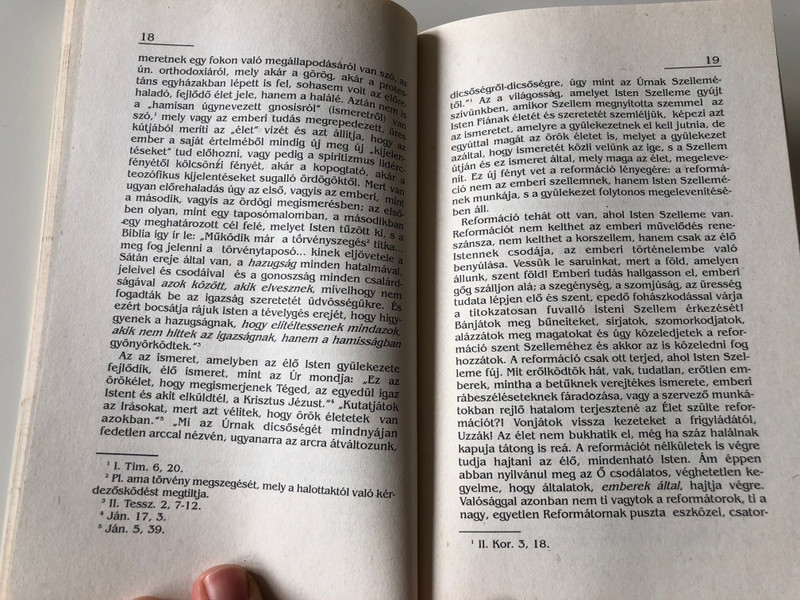 18
meretnek egy fokon való megállapodásáról van szó, az
ún. orthodoxiáról, mely akár a görög, akár a protes-
táns egyházakban lépett is fel, sohasem volt az előre-
haladó, fejlődő élet jele, hanem a halálé. Aztán nem is
a „hamisan úgynevezett gnosisról” (ismeretről) van
szó,¹ mely vagy az emberi tudás megrepedezett, üres
kútjából meríti az „élet” vizét és azt állítja, hogy az
ember a saját értelméből mindig új meg új „kijelen-
téseket” tud előhozni, vagy pedig a spiritizmus lidérc-
fényétől kölcsönzi fényét, akár a kopogtató, akár a
teozófikus kijelentéseket sugalló ördögöktől. Mert van
ugyan előrehaladás úgy az első, vagyis az emberi, mint
a második, vagyis az ördögi megismerésben; az első-
ben olyan, mint egy taposómalomban, a másodikban
egy meghatározott cél felé, melyet Isten tűzött ki, s a
Biblia így ír le: „Működik már a törvényszegés² titka...
meg fog jelenni a törvénytaposó... kinek eljövetele a
Sátán ereje által van, a hazugság minden hatalmával,
jeleivel és csodáival és a gonoszság minden csalárd-
ságával azok között, akik elvesznek, mivelhogy nem
fogadták be az igazság szeretetét üdvösségükre. És
ezért bocsátja rájuk Isten a tévelygés erejét, hogy higy-
gyenek a hazugságnak, hogy elítéltessenek mindazok,
akik nem hittek az igazságnak, hanem a hamisságban
gyönyörködtek.”³
Az az ismeret, amelyben az élő Isten gyülekezete
fejlődik, élő ismeret, mint az Úr mondja: „Ez az
örökélet, hogy megismerjenek Téged, az egyedül igaz
Istent és akit elküldtél, a Krisztus Jézust.”⁴ „Kutatjátok
az Írásokat, mert azt vélitek, hogy örök életetek van
azokban.”⁵ „Mi az Úrnak dicsőségét mindnyájan
fedetlen arccal nézvén, ugyanarra az arcra átváltozunk,
¹ I. Tim. 6, 20.
² Pl. ama törvény megszegését, mely a halottaktól való kér-
dezősködést megtiltja.
³ II. Tessz. 2, 7-12.
⁴ Ján. 17, 3.
⁵ Ján. 5, 39.
19
dicsőségről-dicsőségre, úgy mint az Úrnak Szellemé-
től.”¹ Az a világosság, amelyet Isten Szelleme gyújt
szívünkben, amikor Szellem megnyitotta szemmel az
Isten Fiának életét és szeretetét szemléljük, képezi azt
az ismeretet, amelyre a gyülekezetnek el kell jutnia, de
egyúttal magát az örök életet is, melyet a gyülekezet
azáltal, hogy ismeretét közli velünk az ige, s a Szellem
útján és ez ismeret által, mely maga az élet, megeleve-
nít. Ez új fényt vet a reformáció lényegére: a reformá-
ció nem az emberi szellemnek, hanem Isten Szellemé-
nek munkája, s a gyülekezet folytonos megelevenítésé-
ben áll.
Reformáció tehát ott van, ahol Isten Szelleme van.
Reformációt nem kelthet az emberi művelődés rene-
szánsza, nem kelthet a korszellem, hanem csak az élő
Istennek csodája, az emberi történelembe való
benyúlása. Vessük le saruinkat, mert a föld, amelyen
állunk, szent föld! Emberi tudás hallgasson el, emberi
gőg szálljon alá; a szegénység, a szomjúság, az üresség
tudata lépjen elő és szent, epedő fohászkodással várja
a titokzatosan fuvalló isteni Szellem érkezését!
Bánjátok meg bűneiteket, sírjatok, szomorkodjatok,
alázzátok meg magatokat és úgy közeledjetek a refor-
máció szent Szelleméhez és akkor az is közeledni fog
hozzátok. A reformáció csak ott terjed, ahol Isten Szel-
leme fúj. Mit erőlködtök hát, vak, tudatlan, erőtlen em-
berek, mintha a betűknek verejtékes ismerete, emberi
rábeszéléseteknek fáradozása, vagy a szervező munká-
tokban rejlő hatalom terjesztené az Élet szülte refor-
mációt?! Vonjátok vissza kezeteket a frigyládától,
Uzzák! Az élet nem bukhatik el, még ha száz halálnak
kapuja tátong is reá. A reformációt nélkületek is végre
tudja hajtani az élő, mindenható Isten. Ám éppen
abban nyilvánul meg az Ő csodálatos, véghetetlen ke-
gyelme, hogy általatok, emberek által, hajtja végre.
Valósággal azonban nem ti vagytok a reformátorok, ti a
nagy, egyetlen Reformátornak puszta eszközei, csator-
¹ II. Kor. 3, 18.